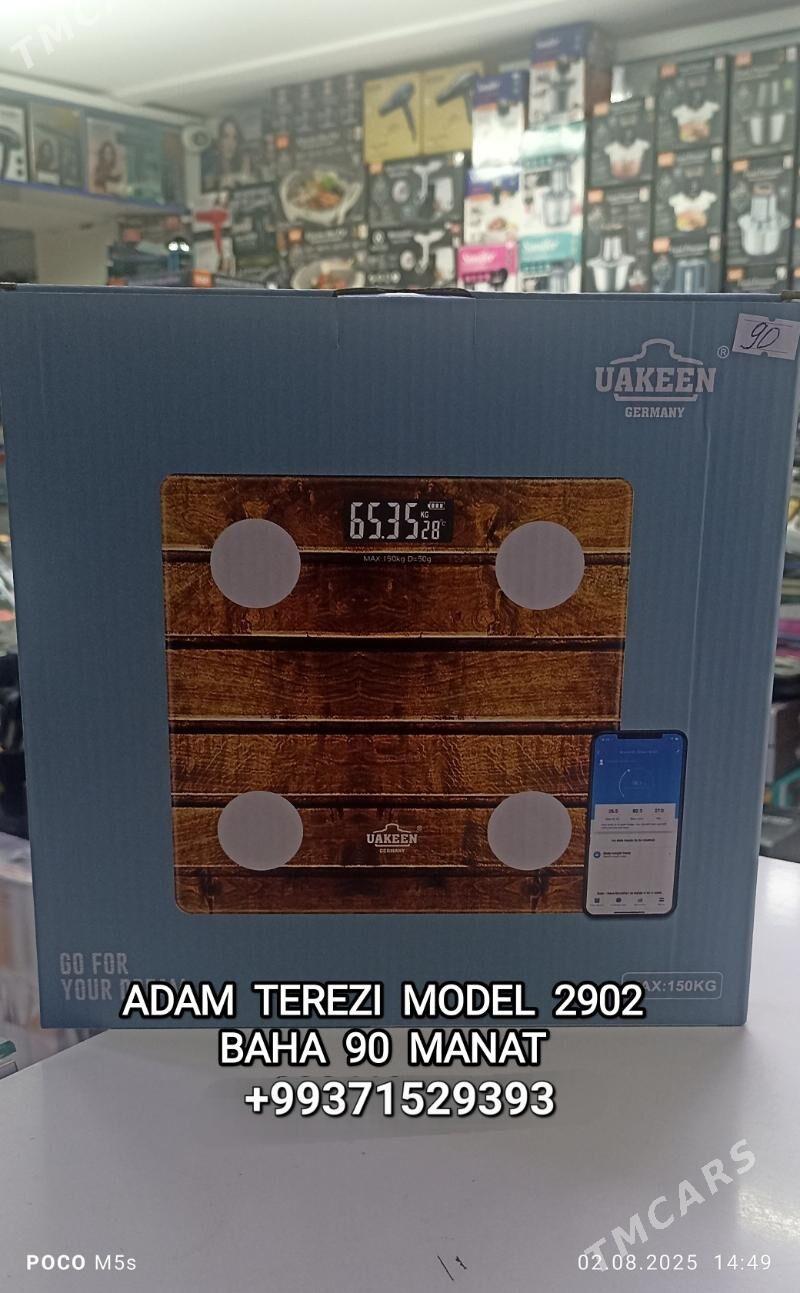 TMCARS
90
UAKEEN®
GERMANY
65.35 KG 28°C
MAX:150kg D=50g
UAKEEN®
GERMANY
GO FOR
YOUR
MAX:150KG
ADAM TEREZI MODEL 2902
BAHA 90 MANAT
+99371529393
TMCARS
POCO M5s
02.08.2025 14:49